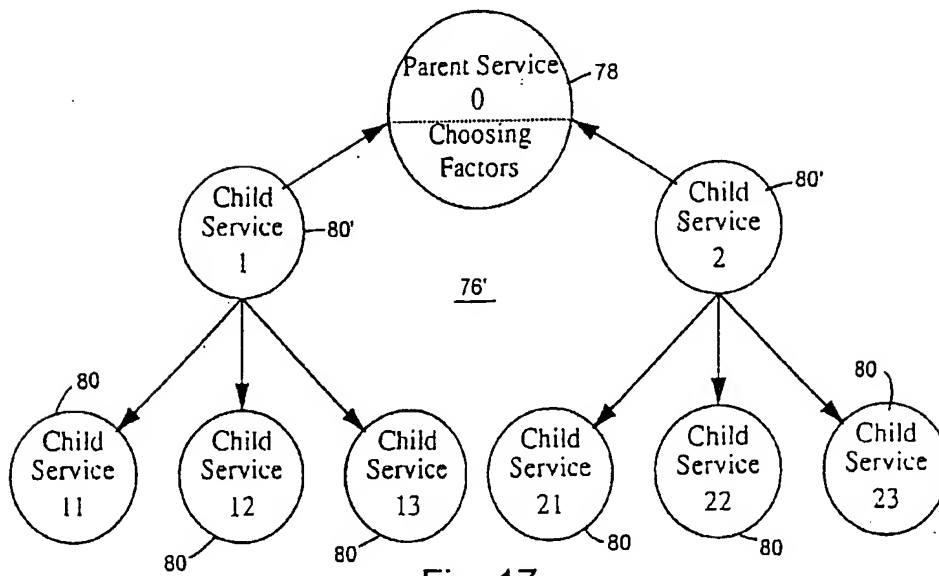 Parent Service
0
Choosing
Factors
78
Child
Service
1
80'
Child
Service
2
80'
76'
80
Child
Service
11
Child
Service
12
80
Child
Service
13
80
Child
Service
21
80
Child
Service
22
80
80
Child
Service
23
Fig. 17